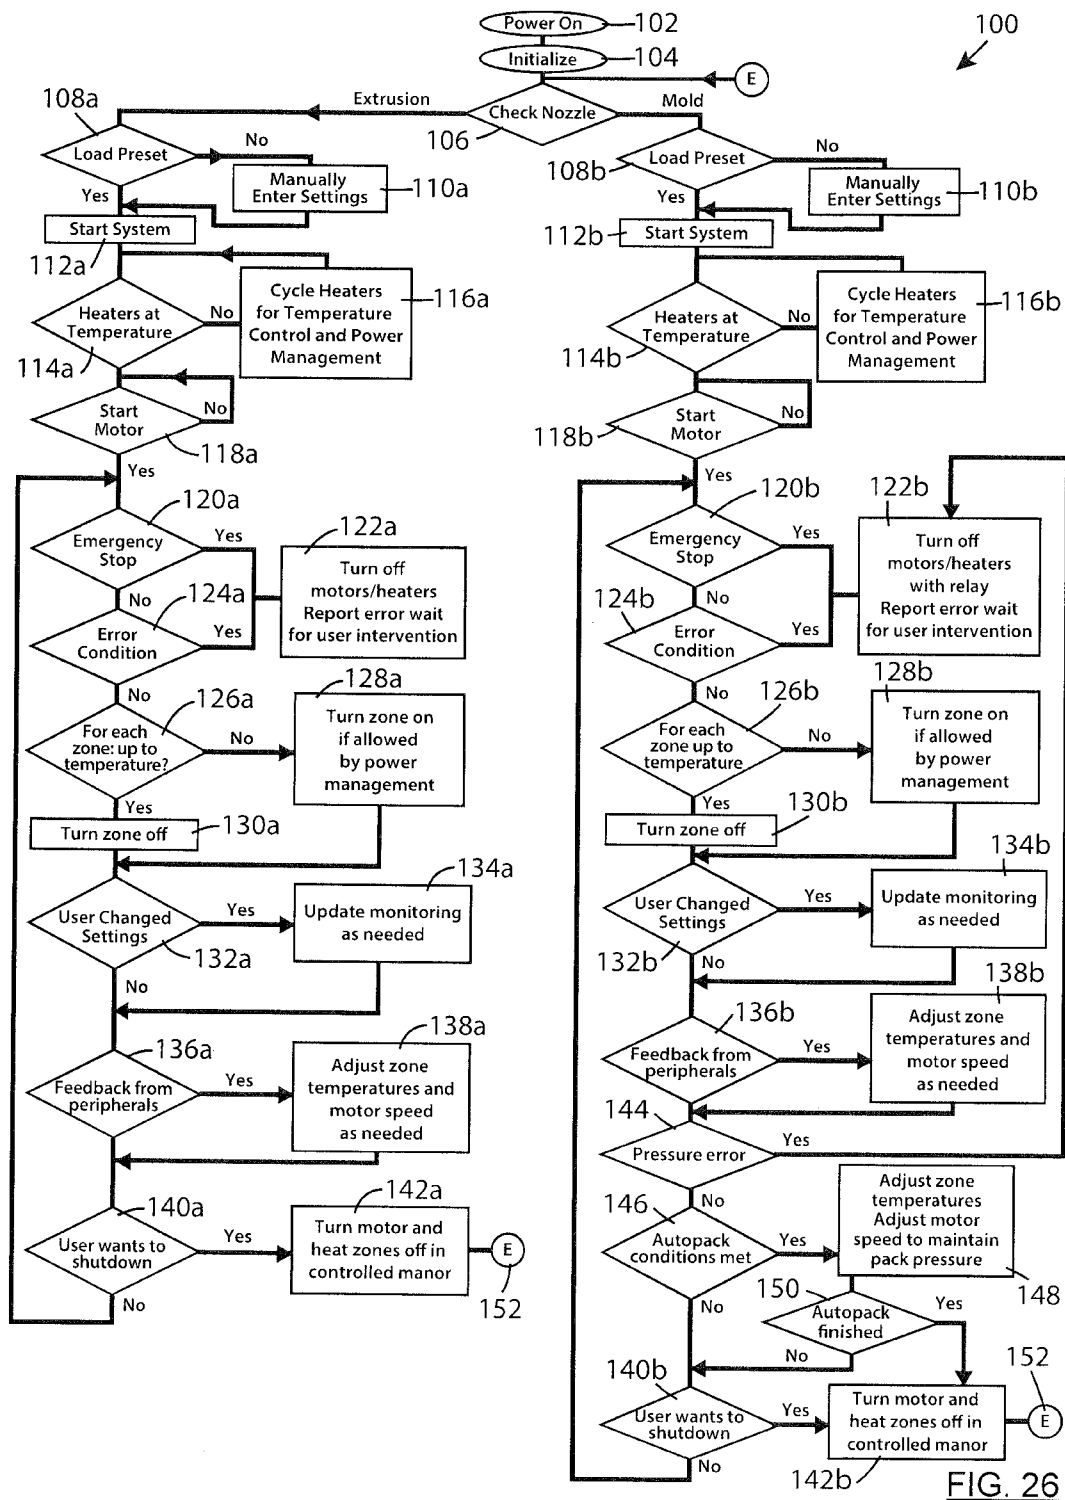 Power On
102
Initialize
104
100
E
Check Nozzle
106
Extrusion
Mold
108a
Load Preset
No
Manually
Enter Settings
110a
Yes
Start System
112a
Heaters at
Temperature
No
114a
Cycle Heaters
for Temperature
Control and Power
Management
116a
Start
Motor
No
118a
Yes
120a
Emergency
Stop
Yes
No
122a
Turn off
motors/heaters
Report error wait
for user intervention
124a
Error
Condition
Yes
No
126a
For each
zone: up to
temperature?
No
128a
Turn zone on
if allowed
by power
management
Yes
Turn zone off
130a
User Changed
Settings
Yes
132a
134a
Update monitoring
as needed
No
136a
Feedback from
peripherals
Yes
138a
Adjust zone
temperatures and
motor speed
as needed
140a
User wants to
shutdown
Yes
No
142a
Turn motor and
heat zones off in
controlled manor
E
152
108b
Load Preset
No
Manually
Enter Settings
110b
Yes
Start System
112b
Heaters at
Temperature
No
114b
Cycle Heaters
for Temperature
Control and Power
Management
116b
Start
Motor
No
118b
Yes
120b
Emergency
Stop
Yes
No
122b
Turn off
motors/heaters
with relay
Report error wait
for user intervention
124b
Error
Condition
Yes
No
126b
For each
zone up to
temperature
No
128b
Turn zone on
if allowed
by power
management
Yes
Turn zone off
130b
User Changed
Settings
Yes
132b
134b
Update monitoring
as needed
No
136b
Feedback from
peripherals
Yes
138b
Adjust zone
temperatures and
motor speed
as needed
144
Pressure error
Yes
No
146
Autopack
conditions met
Yes
No
Adjust zone
temperatures
Adjust motor
speed to maintain
pack pressure
148
150
Autopack
finished
Yes
No
140b
User wants to
shutdown
Yes
No
Turn motor and
heat zones off in
controlled manor
142b
E
152
FIG. 26